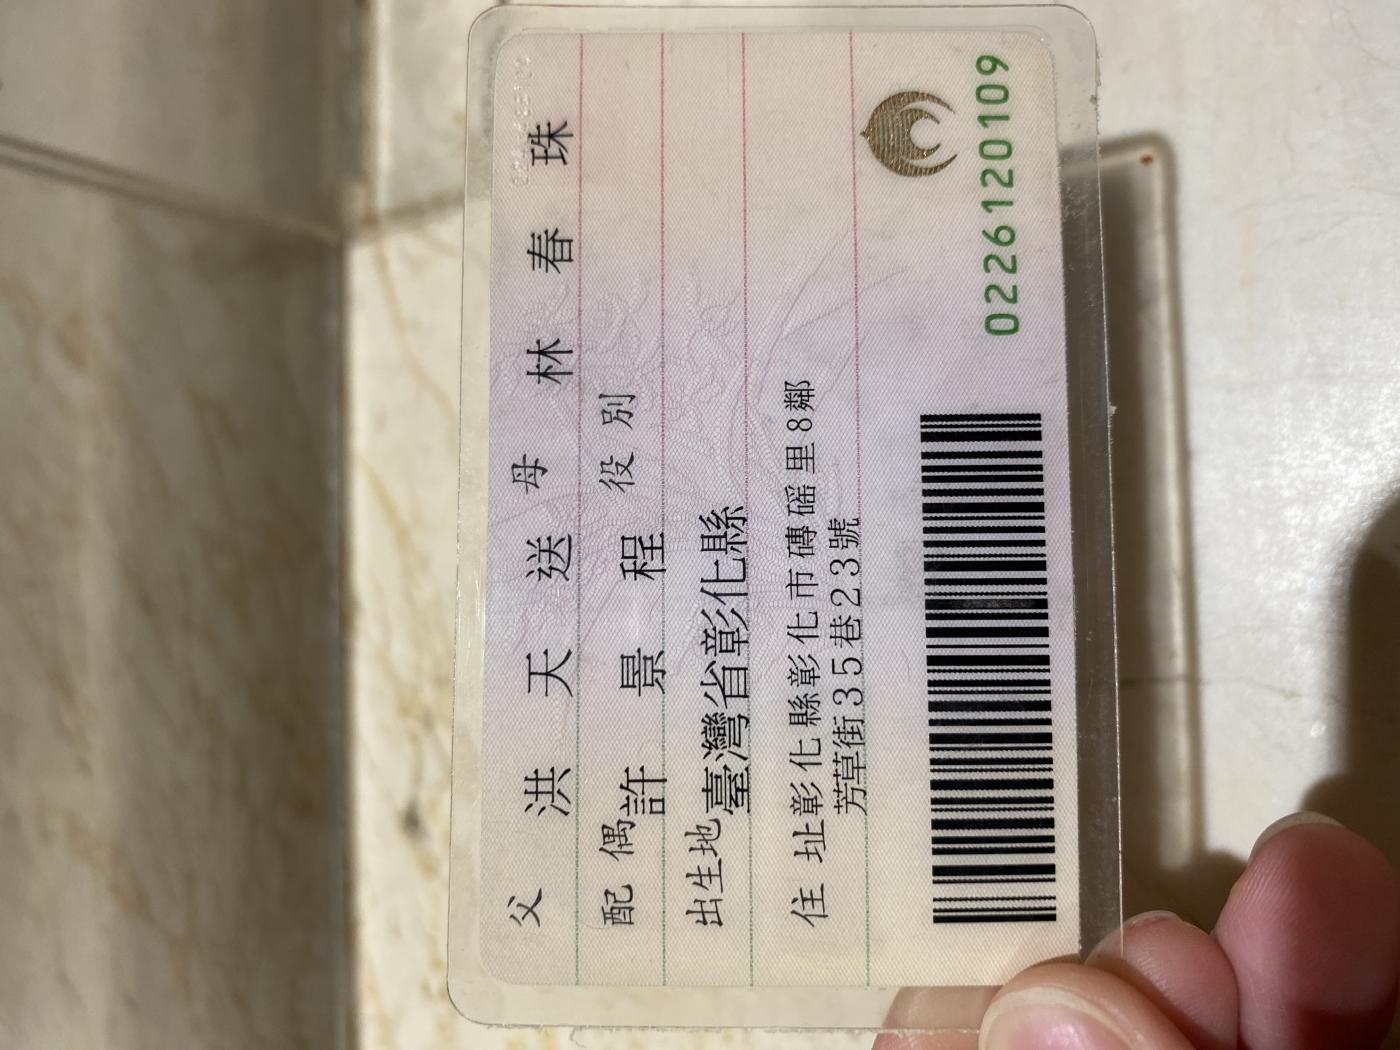 父 洪天送 母 林春珠
配偶 許景程 役別
出生地 臺灣省彰化縣
住址 彰化縣彰化市磚磘里8鄰
芳草街35巷23號
0226120109